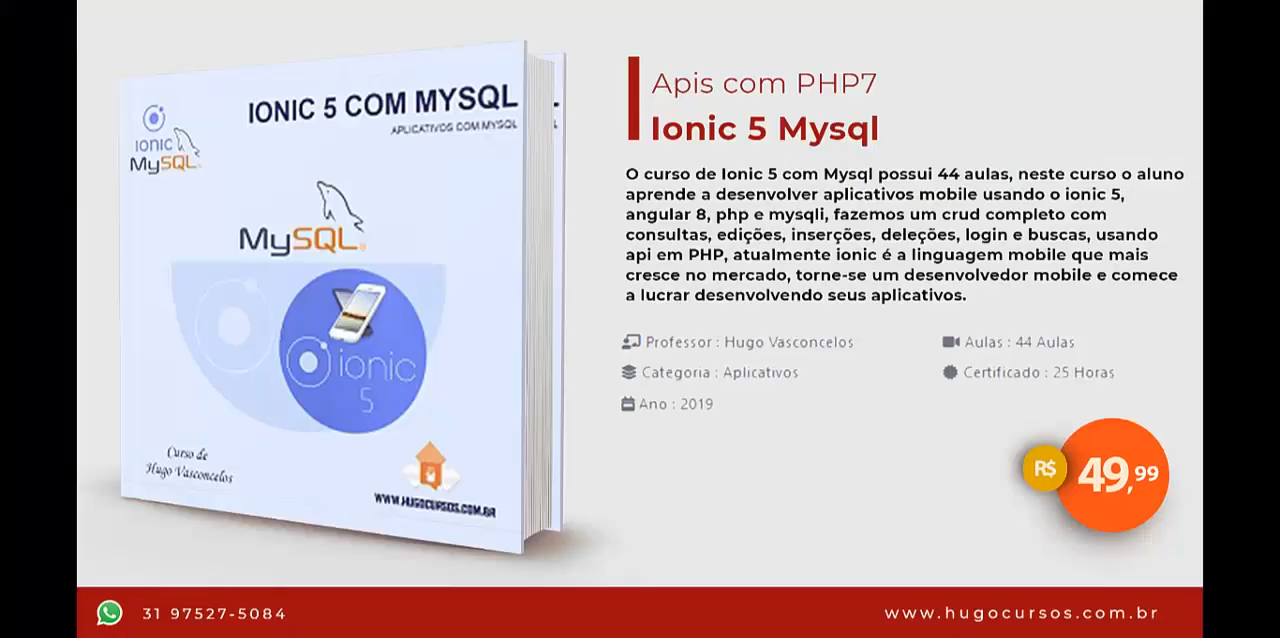 IONIC 5 COM MYSQL
APLICATIVOS COM MYSQL
IONIC
MySQL
MySQL
ionic
5
Curso de
Hugo Vasconcelos
WWW.HUGOCURSOS.COM.BR
Apis com PHP7
Ionic 5 Mysql
O curso de Ionic 5 com Mysql possui 44 aulas, neste curso o aluno
aprende a desenvolver aplicativos mobile usando o ionic 5,
angular 8, php e mysqli, fazemos um crud completo com
consultas, edições, inserções, deleções, login e buscas, usando
api em PHP, atualmente ionic é a linguagem mobile que mais
cresce no mercado, torne-se um desenvolvedor mobile e comece
a lucrar desenvolvendo seus aplicativos.
Professor : Hugo Vasconcelos
Aulas : 44 Aulas
Categoria : Aplicativos
Certificado : 25 Horas
Ano : 2019
R$ 49,99
31 97527-5084
www.hugocursos.com.br